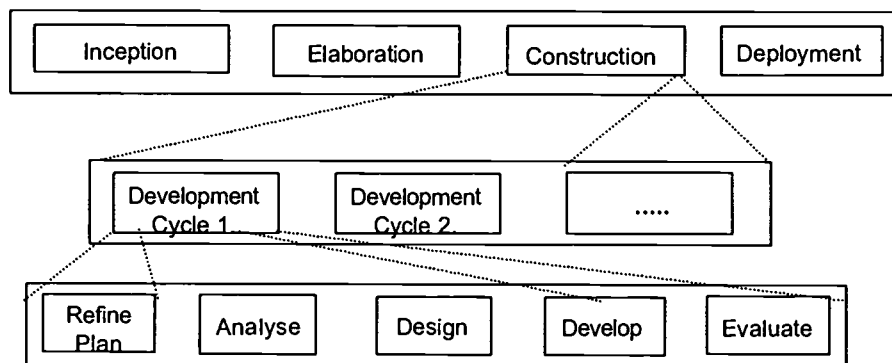 Inception
Elaboration
Construction
Deployment
Development
Cycle 1.
Development
Cycle 2.
.....
Refine
Plan
Analyse
Design
Develop
Evaluate